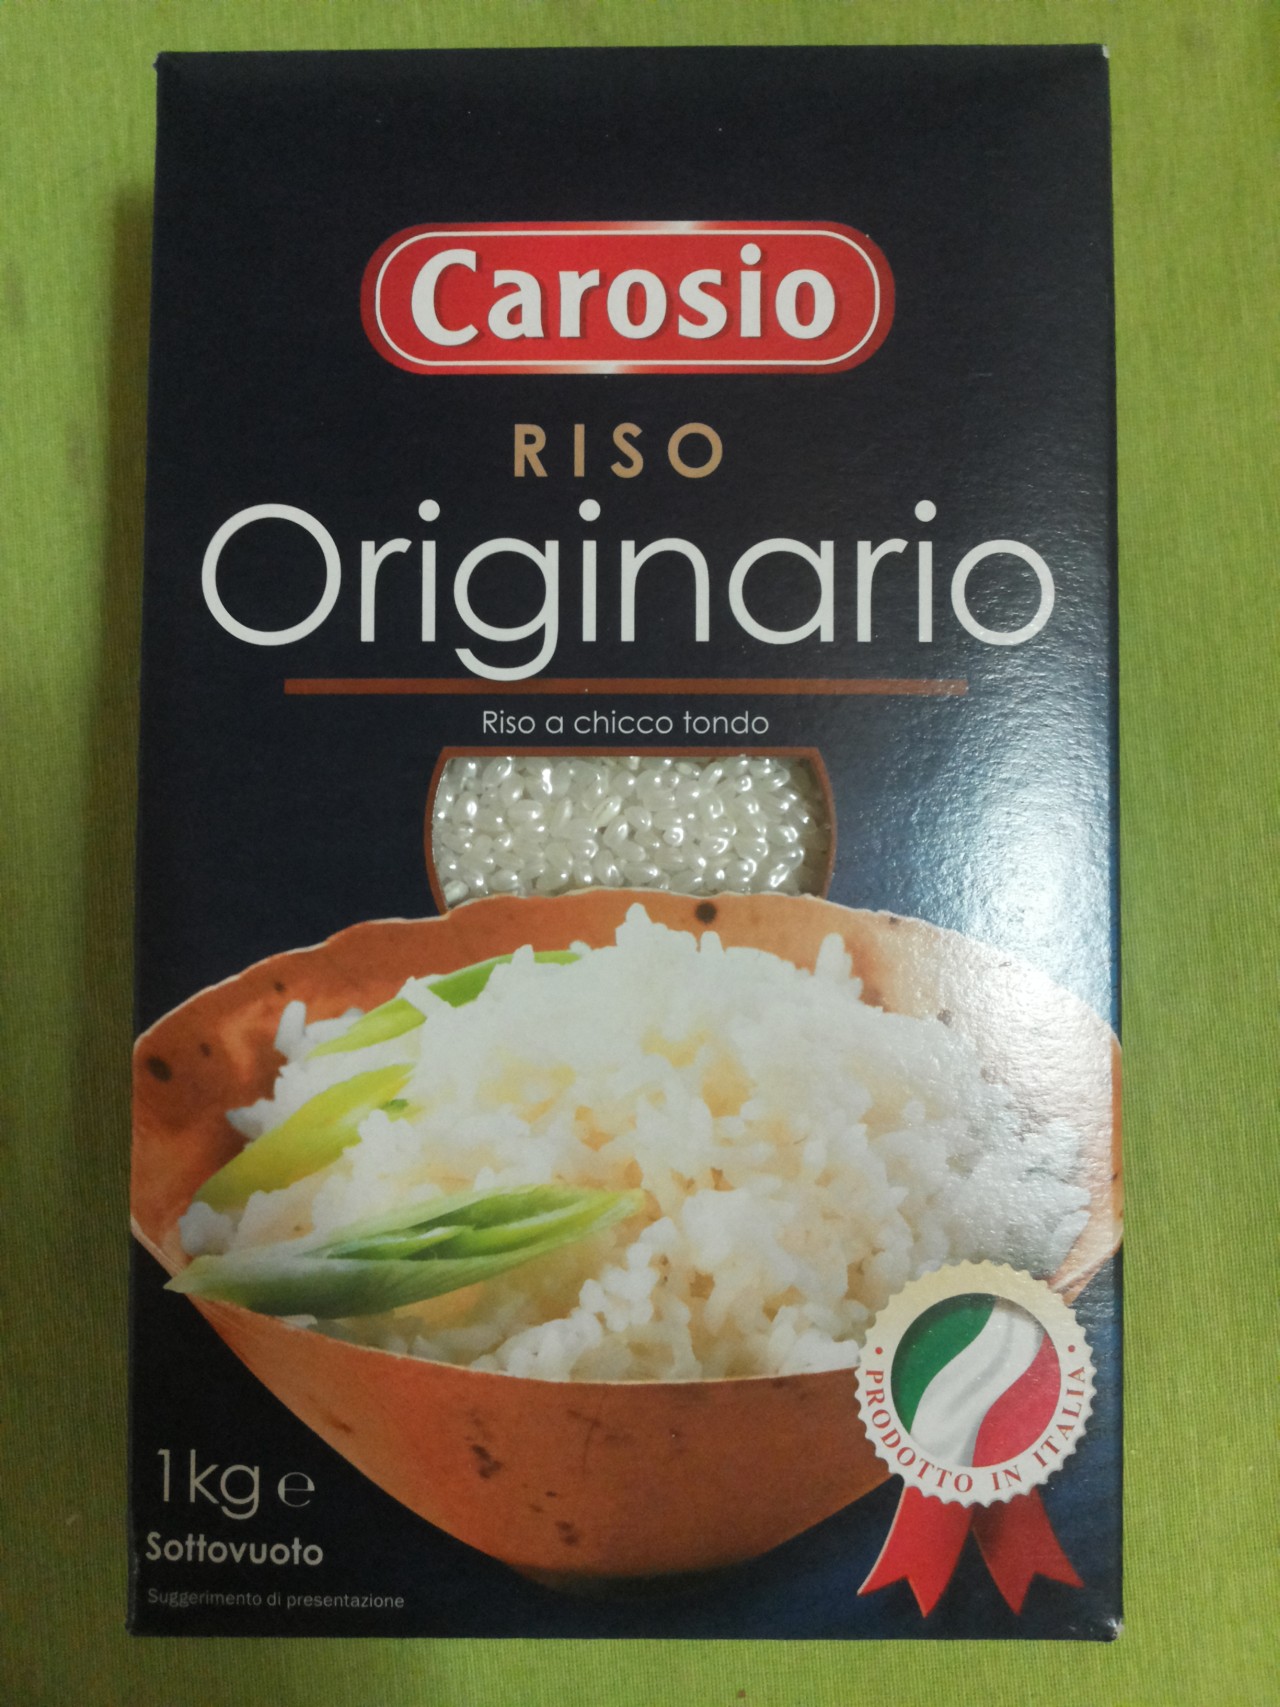 Carosio
RISO
Originario
Riso a chicco tondo
PRODOTTO IN ITALIA
1kg e
Sottovuoto
Suggerimento di presentazione